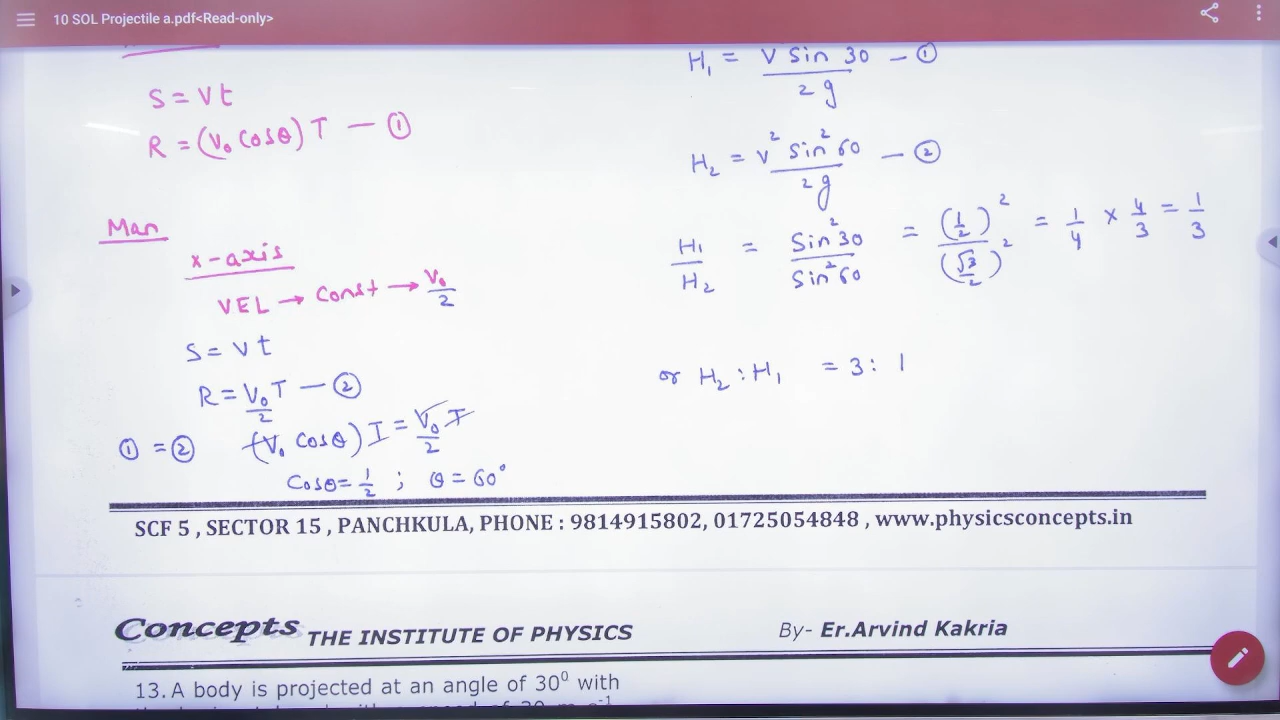 10 SOL Projectile a.pdf<Read-only>
S = Vt
R = (V₀ Cosθ) T — ①
Man
x-axis
VEL → Const → V₀/2
S = Vt
R = V₀/2 T — ②
① = ② (V₀ Cosθ) T = V₀/2 T
Cosθ = 1/2 ; θ = 60°
H₁ = V Sin 30 / 2g — ①
H₂ = V² Sin² 60 / 2g — ②
H₁/H₂ = Sin² 30 / Sin² 60 = (1/2)² / (√3/2)² = 1/4 × 4/3 = 1/3
or H₂ : H₁ = 3 : 1
SCF 5 , SECTOR 15 , PANCHKULA, PHONE : 9814915802, 01725054848 , www.physicsconcepts.in
Concepts THE INSTITUTE OF PHYSICS By- Er.Arvind Kakria
13. A body is projected at an angle of 30⁰ with